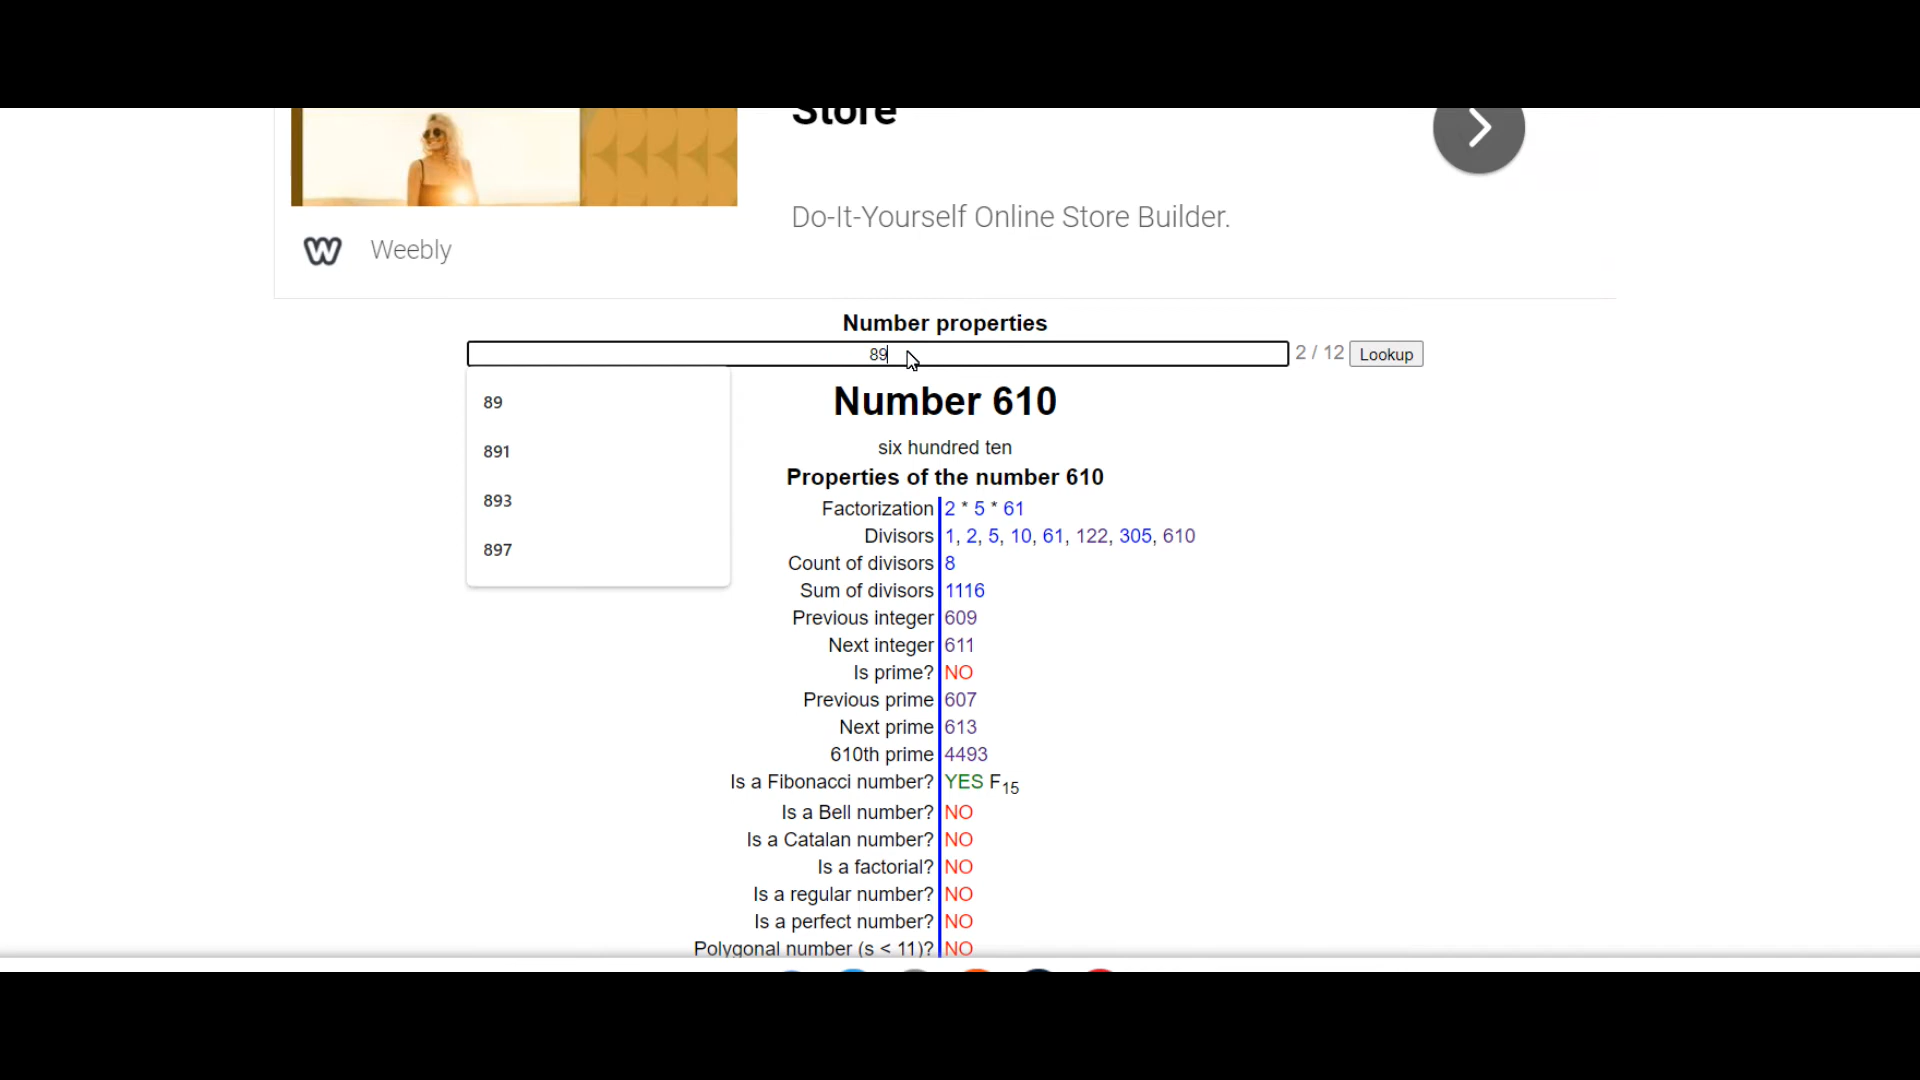 Store
Do-It-Yourself Online Store Builder.
Weebly
Number properties
89 2 / 12 Lookup
89
891
893
897
Number 610
six hundred ten
Properties of the number 610
Factorization 2 * 5 * 61
Divisors 1, 2, 5, 10, 61, 122, 305, 610
Count of divisors 8
Sum of divisors 1116
Previous integer 609
Next integer 611
Is prime? NO
Previous prime 607
Next prime 613
610th prime 4493
Is a Fibonacci number? YES F15
Is a Bell number? NO
Is a Catalan number? NO
Is a factorial? NO
Is a regular number? NO
Is a perfect number? NO
Polygonal number (s < 11)? NO